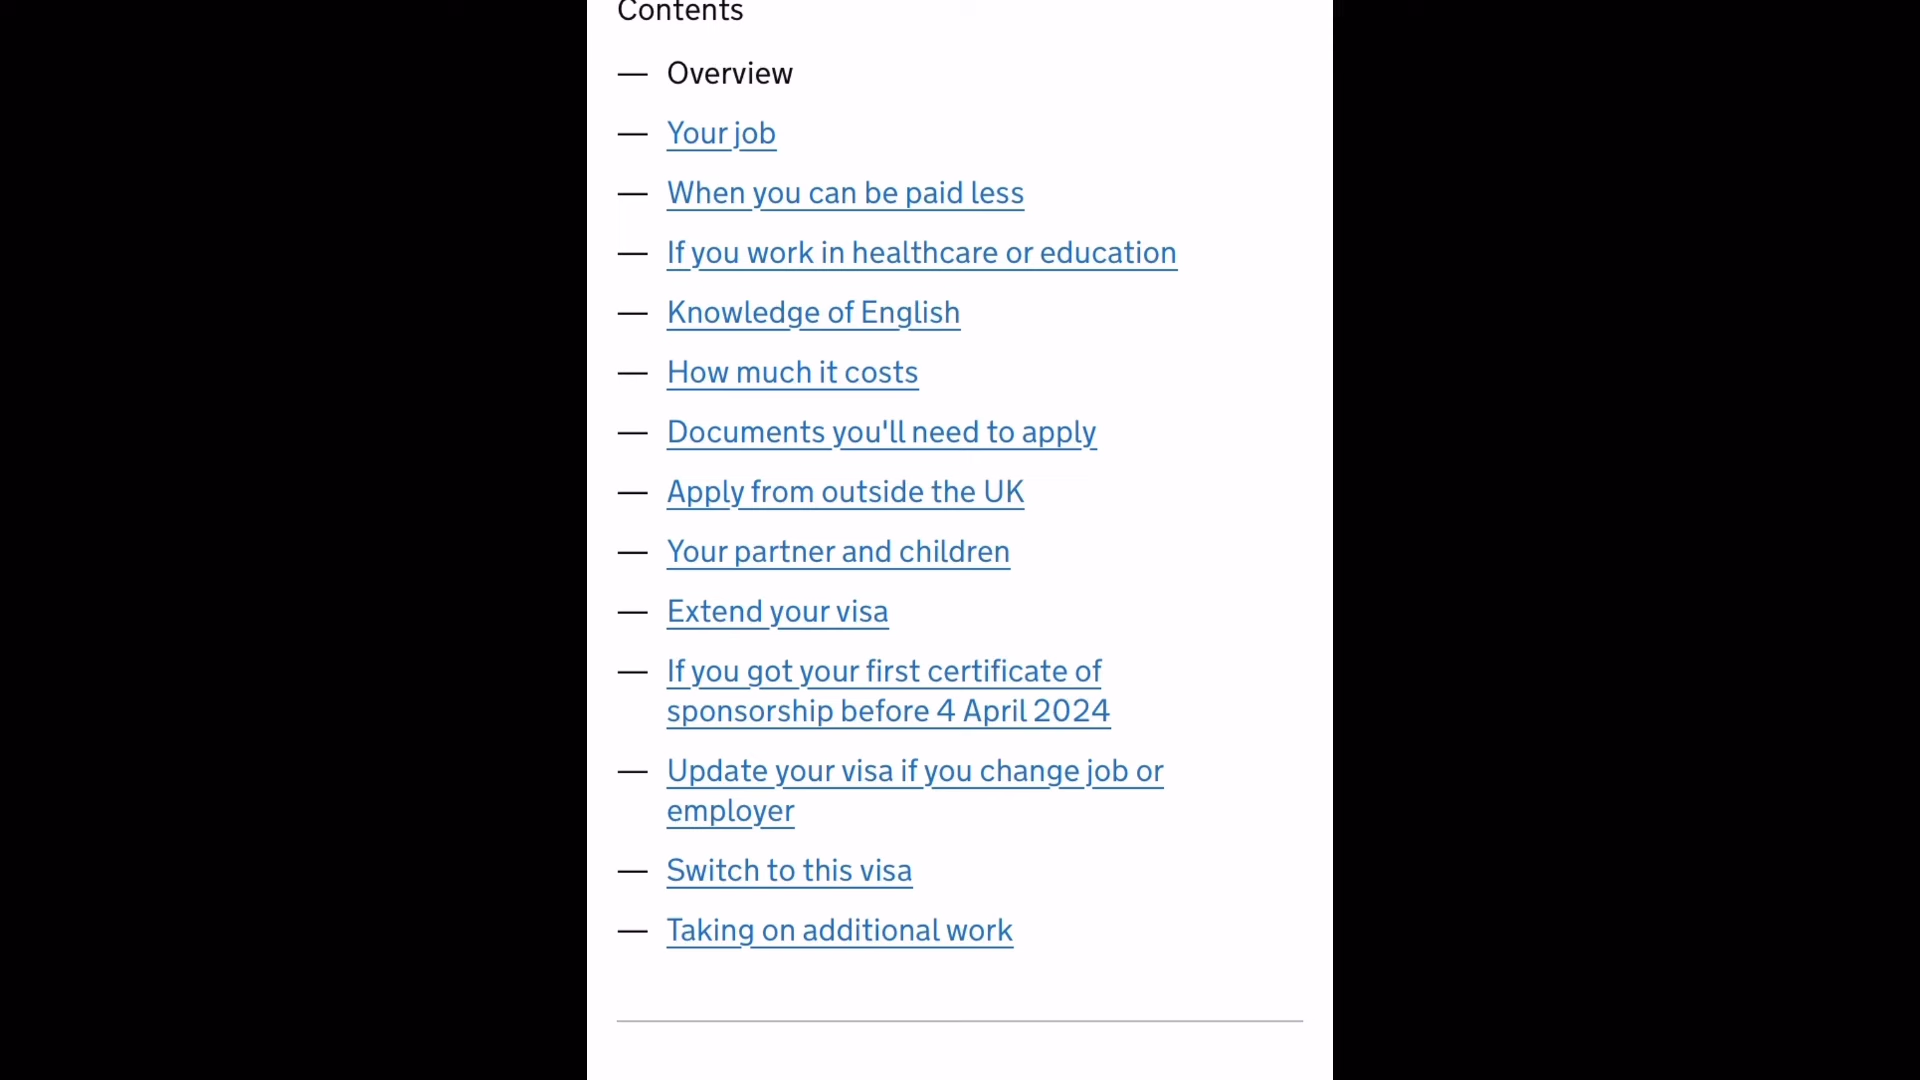 Contents
— Overview
— Your job
— When you can be paid less
— If you work in healthcare or education
— Knowledge of English
— How much it costs
— Documents you'll need to apply
— Apply from outside the UK
— Your partner and children
— Extend your visa
— If you got your first certificate of
sponsorship before 4 April 2024
— Update your visa if you change job or
employer
— Switch to this visa
— Taking on additional work